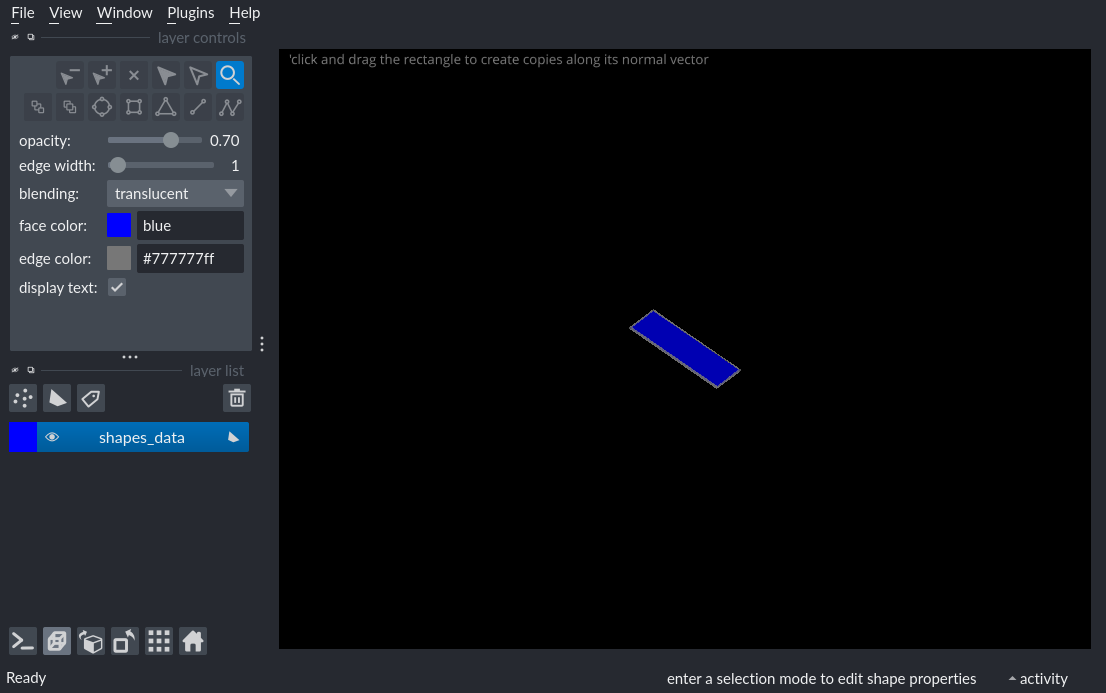 File View Window Plugins Help
layer controls
opacity: 0.70
edge width: 1
blending: translucent
face color: blue
edge color: #777777ff
display text:
layer list
shapes_data
'click and drag the rectangle to create copies along its normal vector
Ready
enter a selection mode to edit shape properties
activity